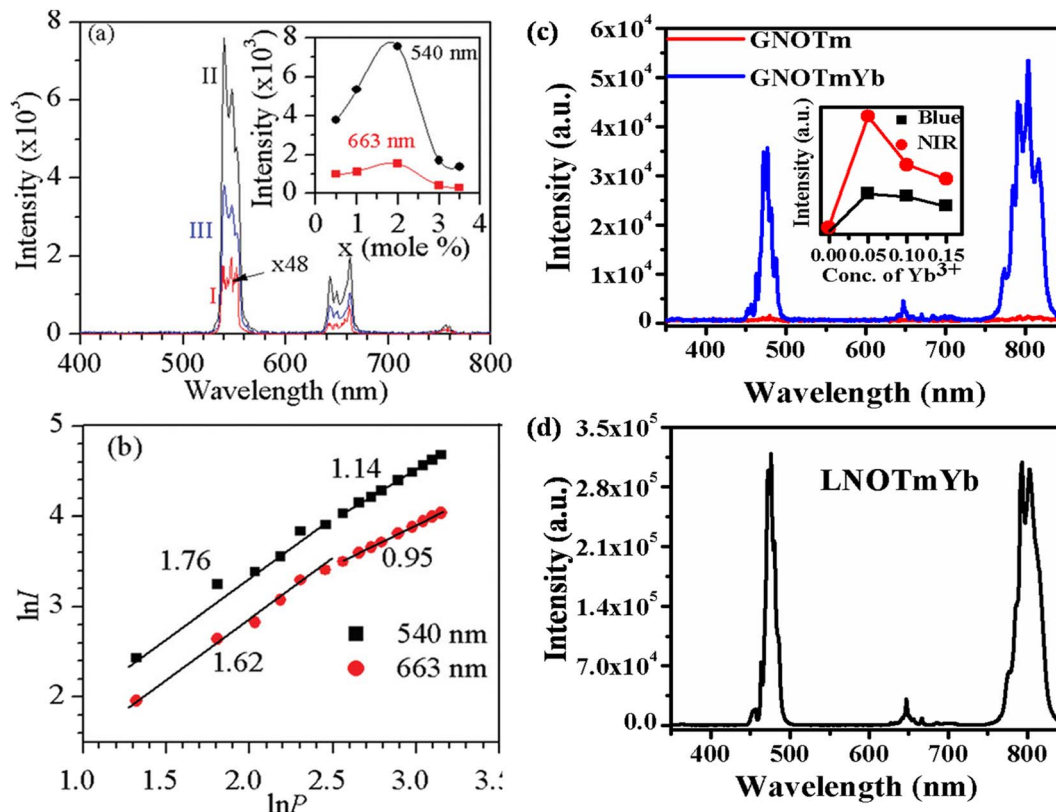 (a)
Intensity (x10³)
8
6
4
2
0
II
III
I
x48
400 500 600 700 800
Wavelength (nm)
Intensity (x10³)
8
6
4
2
0
540 nm
663 nm
0 1 2 3 4
x (mole %)
(b)
lnI
5
4
3
2
1.14
1.76
0.95
1.62
540 nm
663 nm
1.0 1.5 2.0 2.5 3.0 3.5
lnP
(c)
Intensity (a.u.)
6x10⁴
5x10⁴
4x10⁴
3x10⁴
2x10⁴
1x10⁴
0
GNOTm
GNOTmYb
Intensity (a.u.)
Blue
NIR
0.00 0.05 0.10 0.15
Conc. of Yb³⁺
400 500 600 700 800
Wavelength (nm)
(d)
Intensity (a.u.)
3.5x10⁵
2.8x10⁵
2.1x10⁵
1.4x10⁵
7.0x10⁴
0.0
LNOTmYb
400 500 600 700 800
Wavelength (nm)